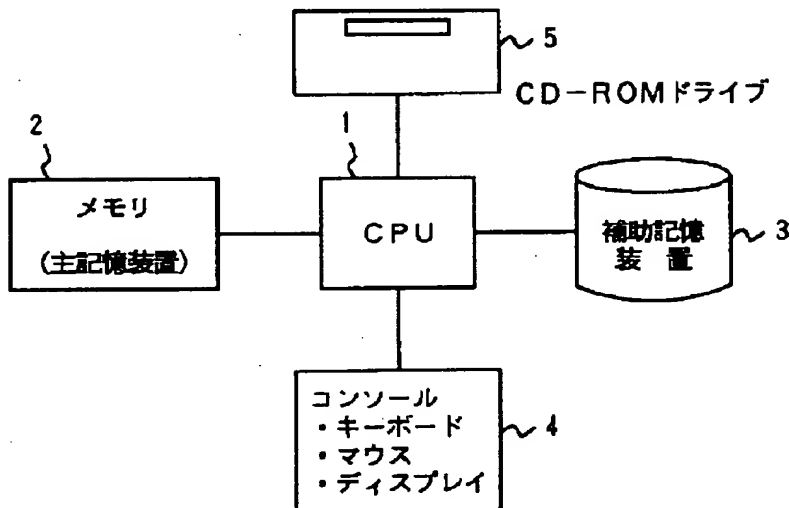 5
CD-ROMドライブ
2
1
メモリ
(主記憶装置)
CPU
補助記憶
装 置
3
コンソール
・キーボード
・マウス
・ディスプレイ
4